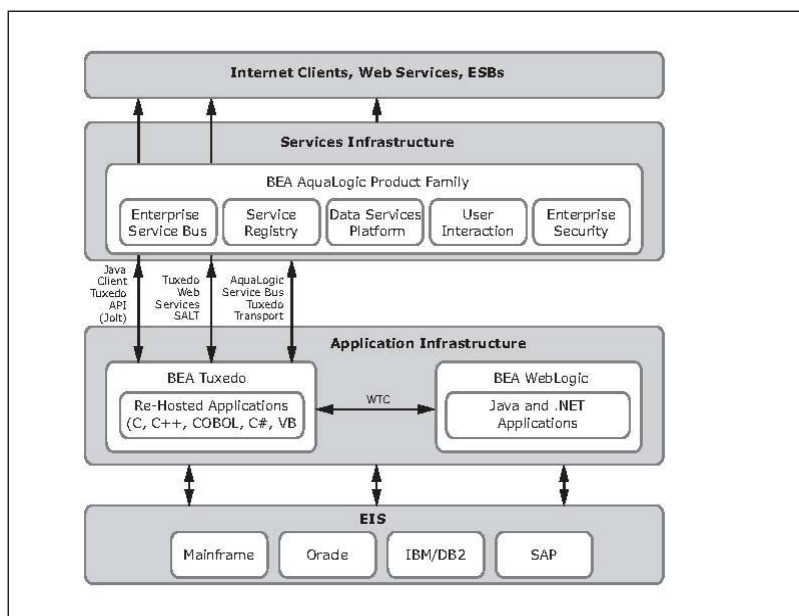 Internet Clients, Web Services, ESBs
Services Infrastructure
BEA AquaLogic Product Family
Enterprise
Service Bus
Service
Registry
Data Services
Platform
User
Interaction
Enterprise
Security
Java
Client
Tuxedo
API
(Jolt)
Tuxedo
Web
Services
SALT
AquaLogic
Service Bus
Tuxedo
Transport
Application Infrastructure
BEA Tuxedo
Re-Hosted Applications
(C, C++, COBOL, C#, VB
WTC
BEA WebLogic
Java and .NET
Applications
EIS
Mainframe
Oracle
IBM/DB2
SAP